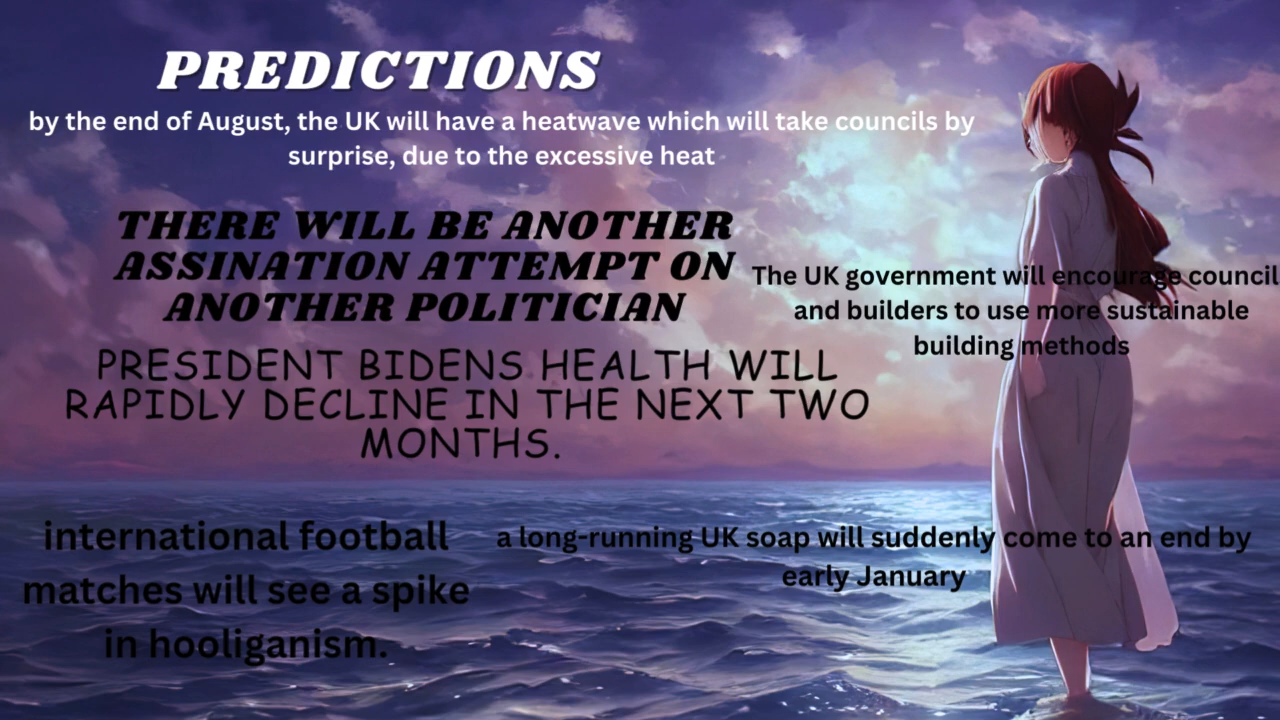 PREDICTIONS
by the end of August, the UK will have a heatwave which will take councils by
surprise, due to the excessive heat
THERE WILL BE ANOTHER
ASSINATION ATTEMPT ON
ANOTHER POLITICIAN
The UK government will encourage council
and builders to use more sustainable
building methods
PRESIDENT BIDENS HEALTH WILL
RAPIDLY DECLINE IN THE NEXT TWO
MONTHS.
international football
matches will see a spike
in hooliganism.
a long-running UK soap will suddenly come to an end by
early January